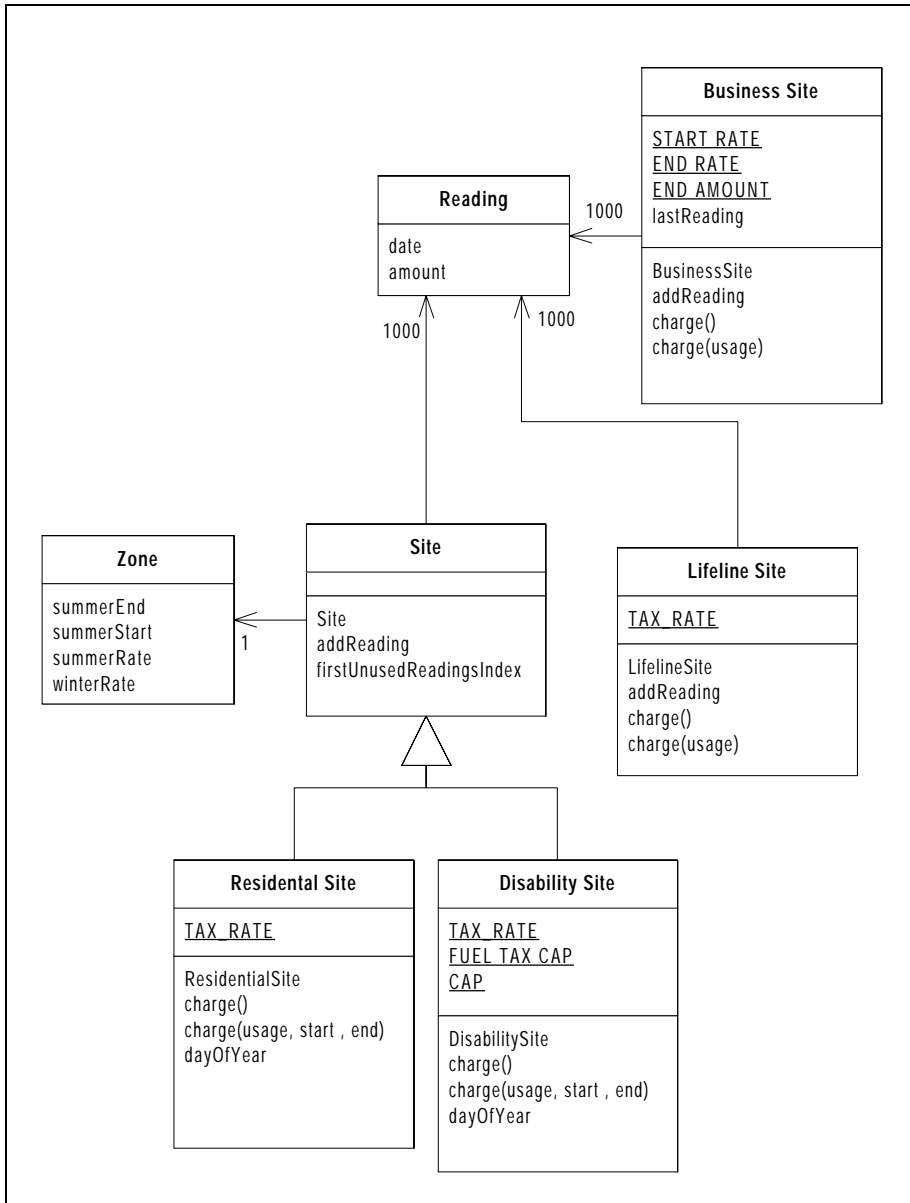 Business Site
START RATE
END RATE
END AMOUNT
lastReading
BusinessSite
addReading
charge()
charge(usage)
Reading
date
amount
1000
1000
1000
Site
Site
addReading
firstUnusedReadingsIndex
Zone
summerEnd
summerStart
summerRate
winterRate
1
Lifeline Site
TAX_RATE
LifelineSite
addReading
charge()
charge(usage)
Residental Site
TAX_RATE
ResidentialSite
charge()
charge(usage, start , end)
dayOfYear
Disability Site
TAX_RATE
FUEL TAX CAP
CAP
DisabilitySite
charge()
charge(usage, start , end)
dayOfYear